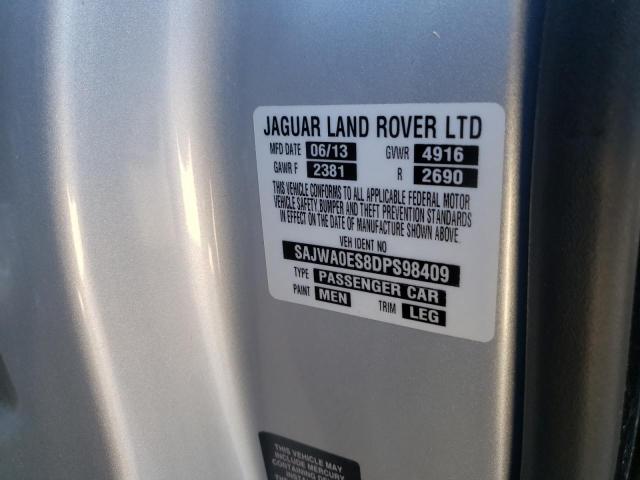 JAGUAR LAND ROVER LTD
MFD DATE 06/13 GVWR 4916
GAWR F 2381 R 2690
THIS VEHICLE CONFORMS TO ALL APPLICABLE FEDERAL MOTOR
VEHICLE SAFETY BUMPER AND THEFT PREVENTION STANDARDS
IN EFFECT ON THE DATE OF MANUFACTURE SHOWN ABOVE.
VEH IDENT NO
SAJWA0ES8DPS98409
TYPE PASSENGER CAR
PAINT MEN TRIM LEG
THIS VEHICLE MAY
INCLUDE MERCURY
CONTAINING